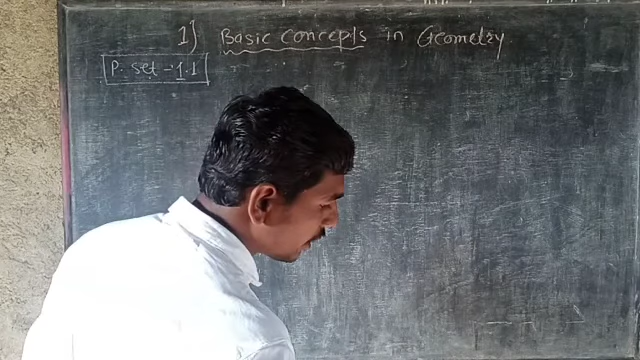 1) Basic Concepts in Geometry
P. set - 1.1